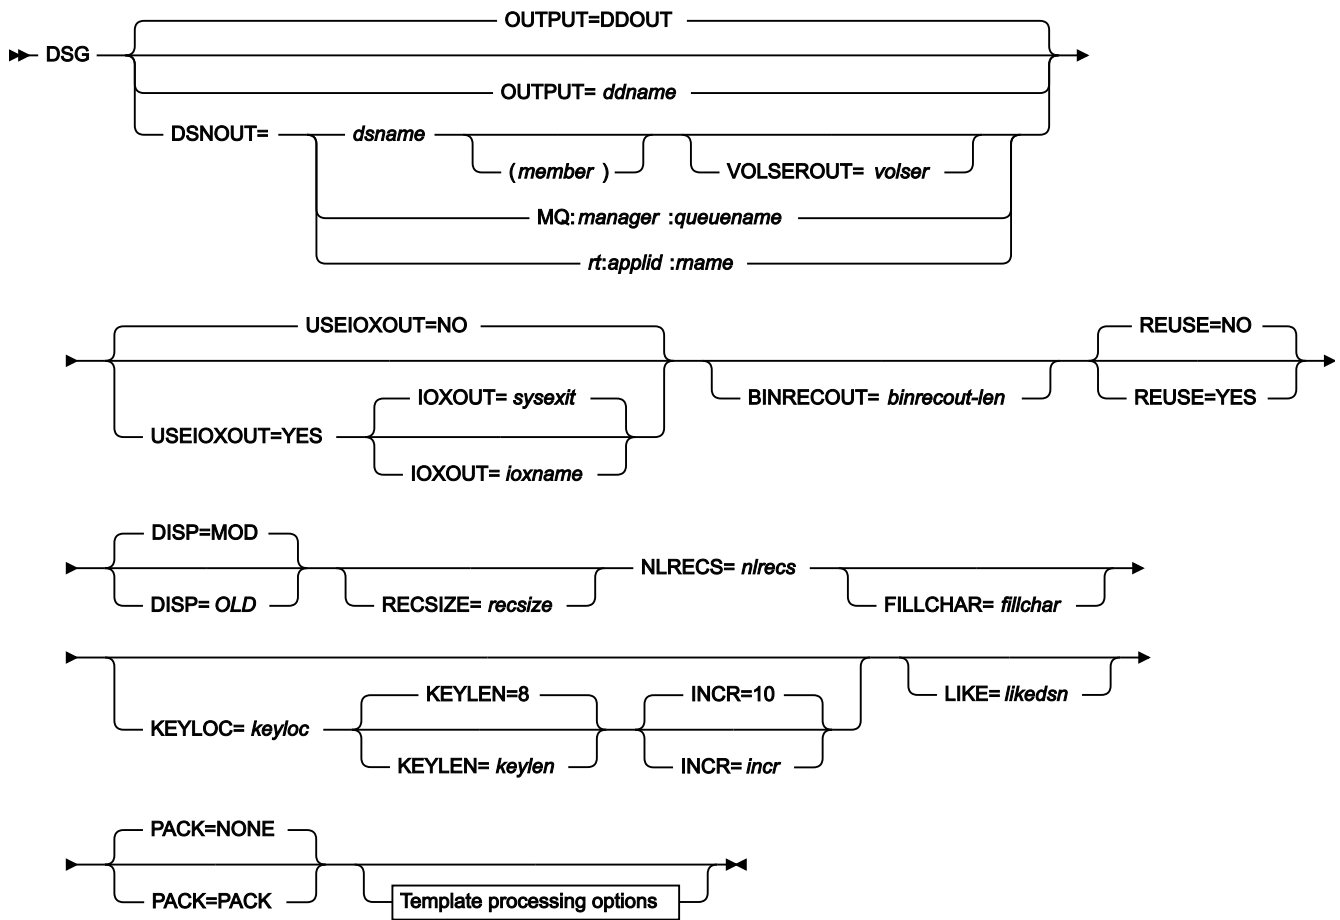 OUTPUT=DDOUT
DSG
OUTPUT= ddname
DSNOUT= dsname
(member ) VOLSEROUT= volser
MQ:manager :queuename
rt:applid :rname
USEIOXOUT=NO REUSE=NO
IOXOUT= sysexit BINRECOUT= binrecout-len REUSE=YES
USEIOXOUT=YES
IOXOUT= ioxname
DISP=MOD
NLRECS= nlrecs
DISP= OLD RECSIZE= recsize FILLCHAR= fillchar
KEYLEN=8 INCR=10 LIKE= likedsn
KEYLOC= keyloc
KEYLEN= keylen INCR= incr
PACK=NONE
PACK=PACK Template processing options